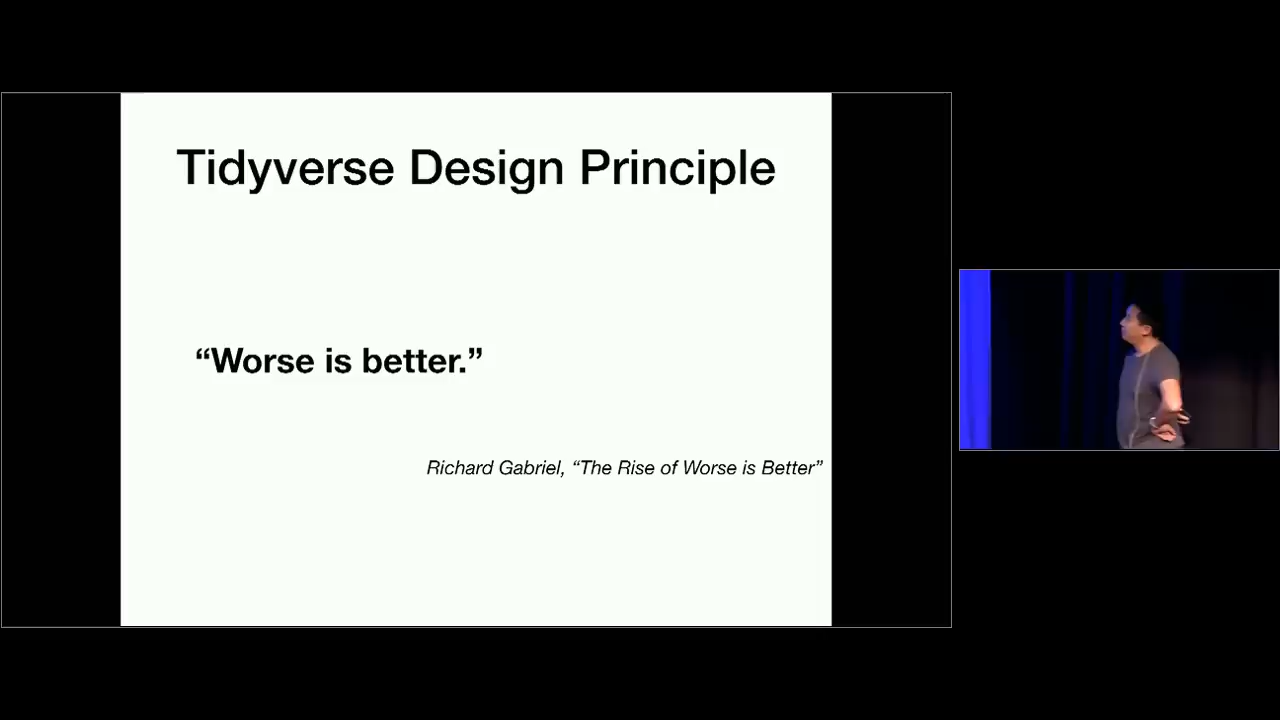 Tidyverse Design Principle
“Worse is better.”
Richard Gabriel, “The Rise of Worse is Better”